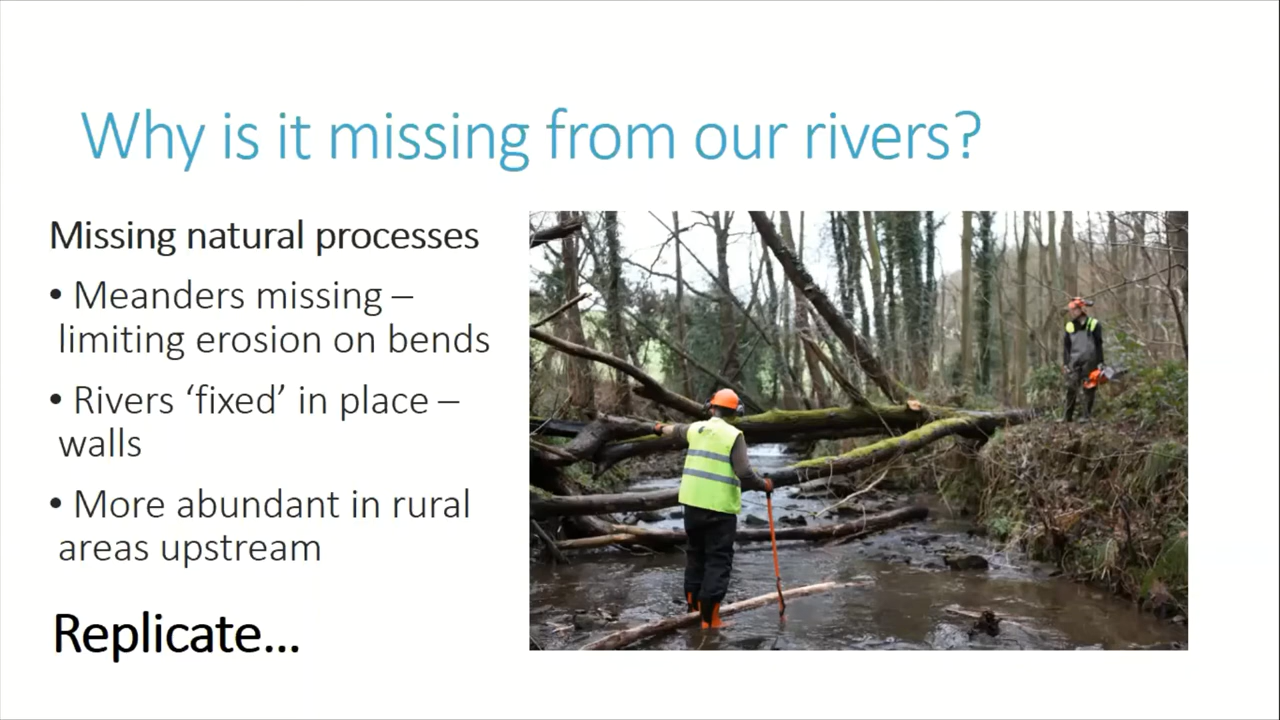 Why is it missing from our rivers?
Missing natural processes
• Meanders missing –
limiting erosion on bends
• Rivers ‘fixed’ in place –
walls
• More abundant in rural
areas upstream
Replicate...